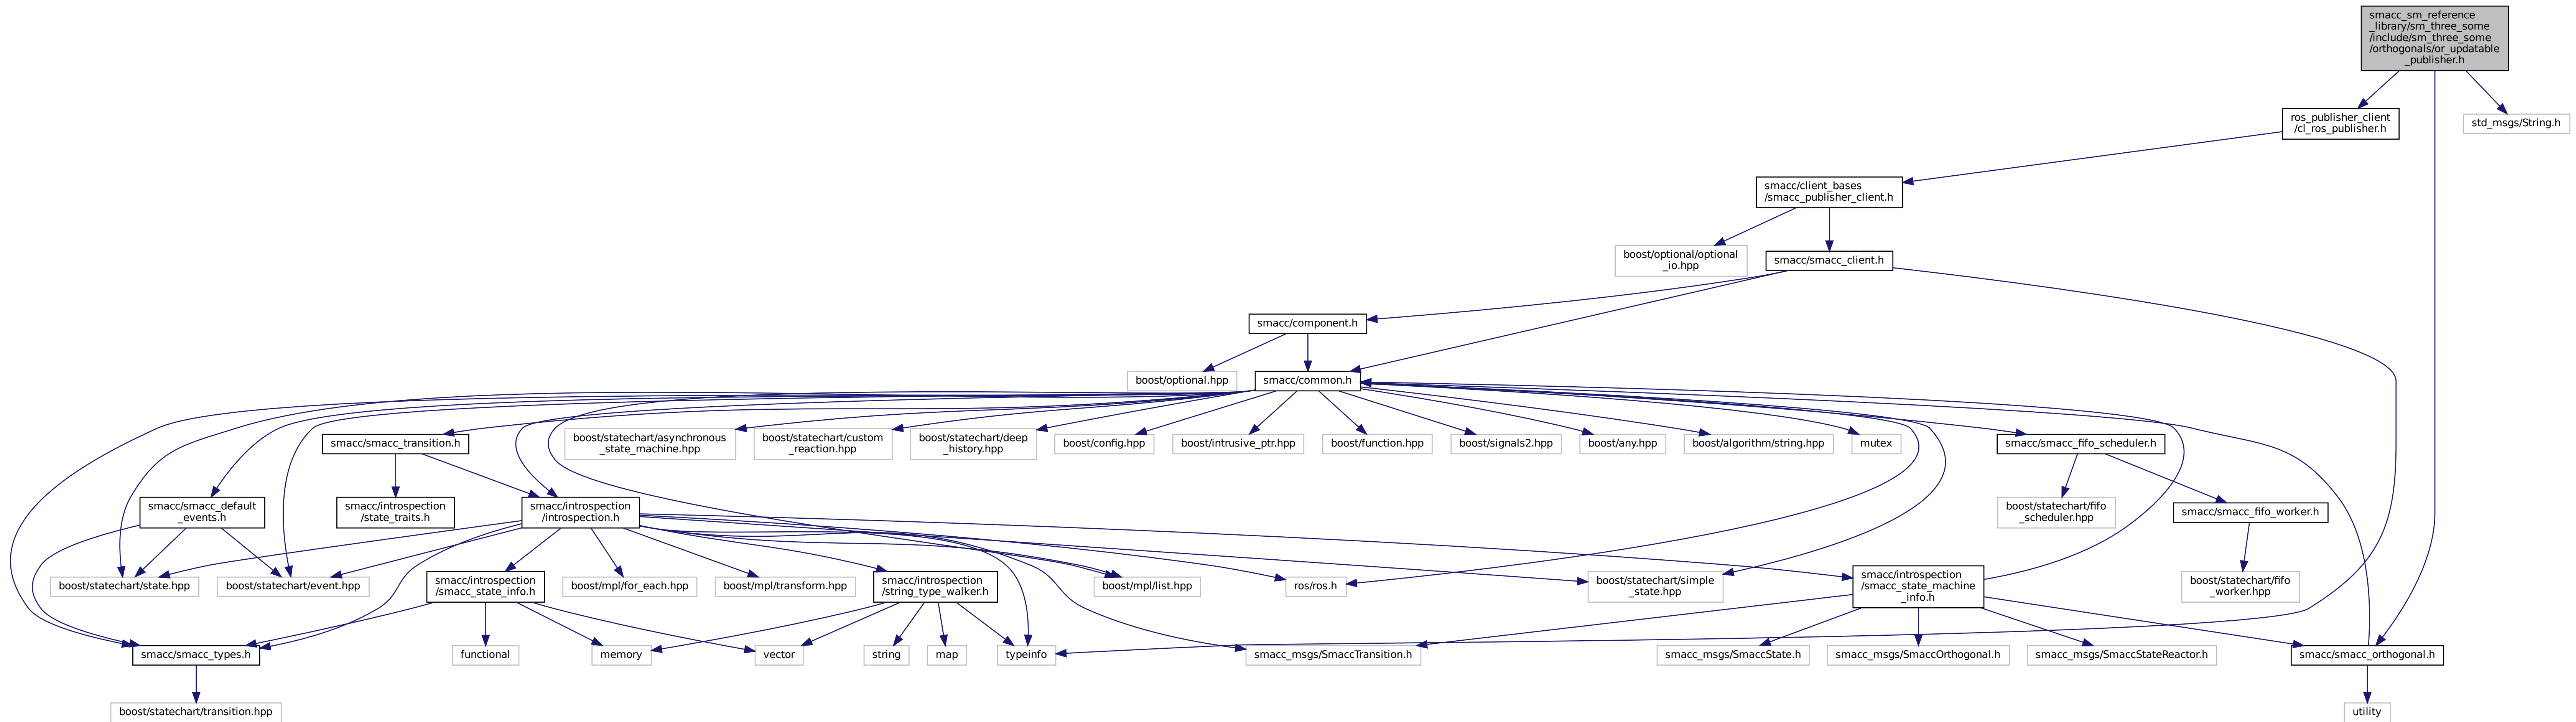 smacc_sm_reference
_library/sm_three_some
/include/sm_three_some
/orthogonals/or_updatable
_publisher.h
ros_publisher_client
/cl_ros_publisher.h
std_msgs/String.h
smacc/client_bases
/smacc_publisher_client.h
boost/optional/optional
_io.hpp
smacc/smacc_client.h
smacc/component.h
boost/optional.hpp
smacc/common.h
smacc/smacc_transition.h
boost/statechart/asynchronous
_state_machine.hpp
boost/statechart/custom
_reaction.hpp
boost/statechart/deep
_history.hpp
boost/config.hpp
boost/intrusive_ptr.hpp
boost/function.hpp
boost/signals2.hpp
boost/any.hpp
boost/algorithm/string.hpp
mutex
smacc/smacc_fifo_scheduler.h
smacc/smacc_default
_events.h
smacc/introspection
/state_traits.h
smacc/introspection
/introspection.h
boost/statechart/fifo
_scheduler.hpp
smacc/smacc_fifo_worker.h
boost/statechart/state.hpp
boost/statechart/event.hpp
smacc/introspection
/smacc_state_info.h
boost/mpl/for_each.hpp
boost/mpl/transform.hpp
smacc/introspection
/string_type_walker.h
boost/mpl/list.hpp
ros/ros.h
boost/statechart/simple
_state.hpp
smacc/introspection
/smacc_state_machine
_info.h
boost/statechart/fifo
_worker.hpp
smacc/smacc_types.h
functional
memory
vector
string
map
typeinfo
smacc_msgs/SmaccTransition.h
smacc_msgs/SmaccState.h
smacc_msgs/SmaccOrthogonal.h
smacc_msgs/SmaccStateReactor.h
smacc/smacc_orthogonal.h
boost/statechart/transition.hpp
utility